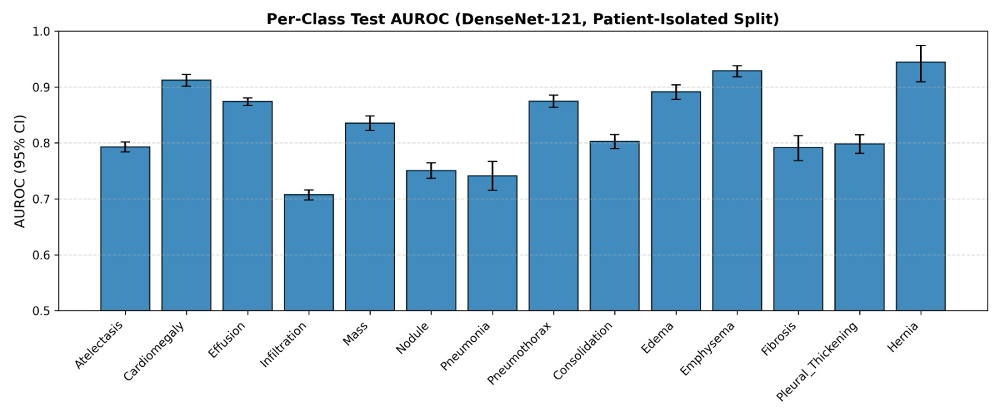 Per-Class Test AUROC (DenseNet-121, Patient-Isolated Split)
AUROC (95% CI)
1.0
0.9
0.8
0.7
0.6
0.5
Atelectasis
Cardiomegaly
Effusion
Infiltration
Mass
Nodule
Pneumonia
Pneumothorax
Consolidation
Edema
Emphysema
Fibrosis
Pleural_Thickening
Hernia